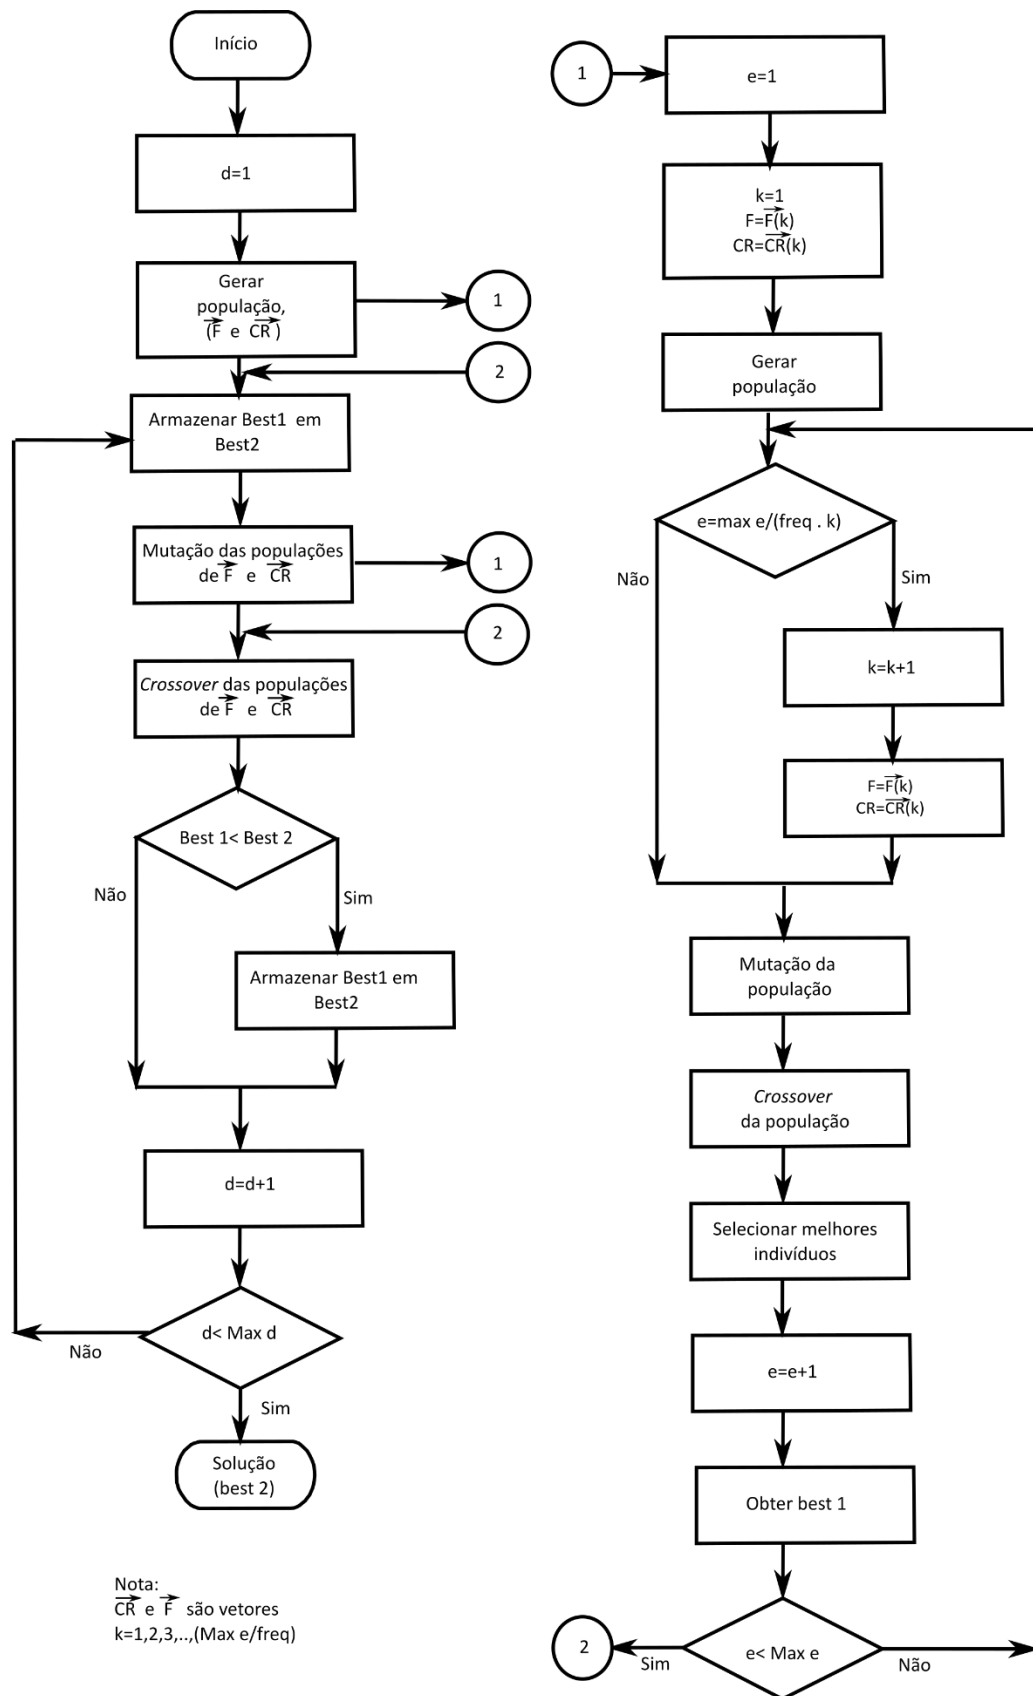 Início
d=1
Gerar
população,
(F e CR )
1
2
Armazenar Best1 em
Best2
Mutação das populações
de F e CR
1
2
Crossover das populações
de F e CR
Best 1< Best 2
Não
Sim
Armazenar Best1 em
Best2
d=d+1
d< Max d
Não
Sim
Solução
(best 2)
Nota:
CR e F são vetores
k=1,2,3,..,(Max e/freq)
1
e=1
k=1
F=F(k)
CR=CR(k)
Gerar
população
e=max e/(freq . k)
Não
Sim
k=k+1
F=F(k)
CR=CR(k)
Mutação da
população
Crossover
da população
Selecionar melhores
indivíduos
e=e+1
Obter best 1
e< Max e
2
Sim
Não